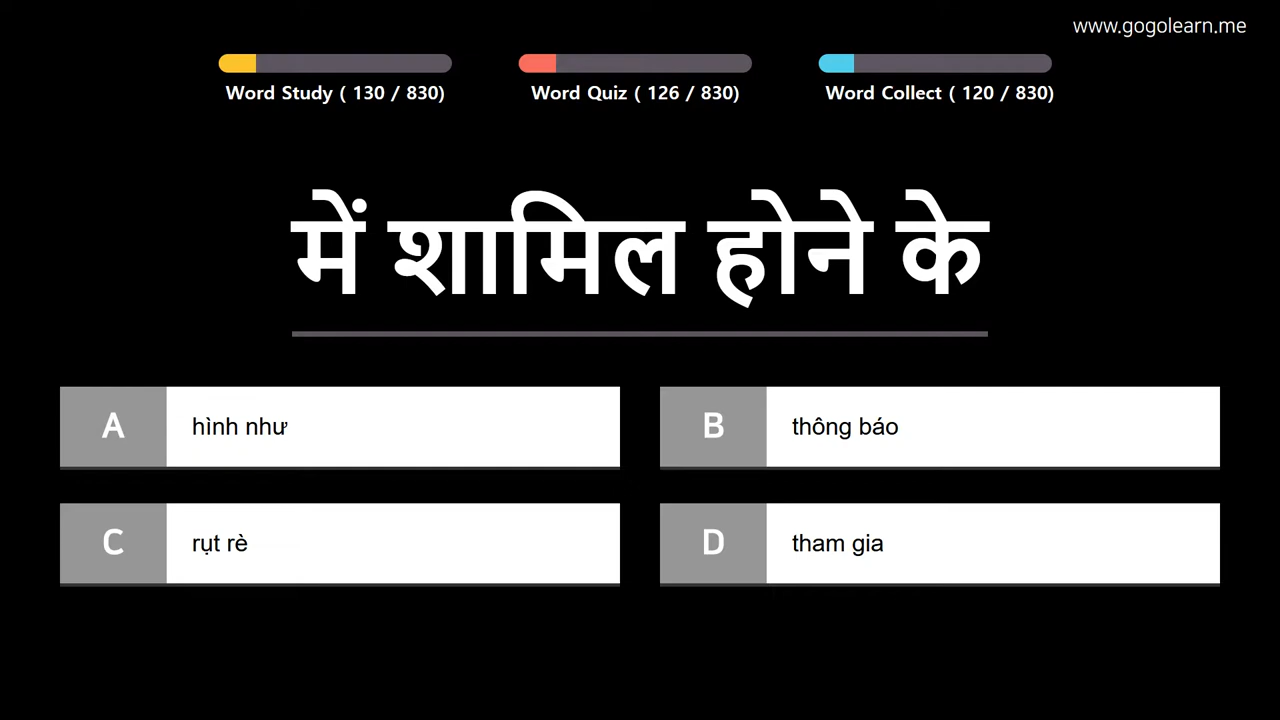 www.gogolearn.me
Word Study ( 130 / 830)
Word Quiz ( 126 / 830)
Word Collect ( 120 / 830)
में शामिल होने के
A
hình như
B
thông báo
C
rụt rè
D
tham gia